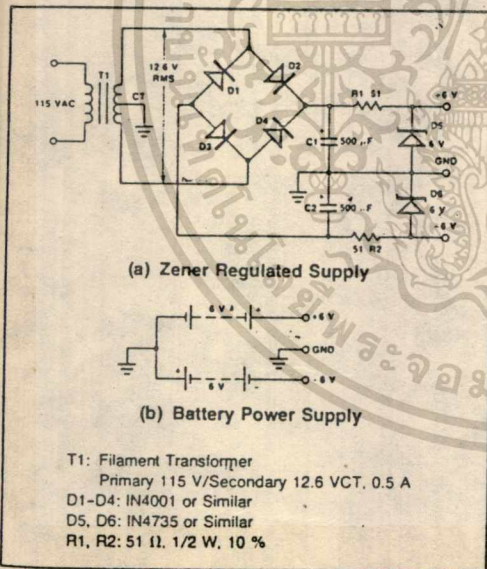 115 VAC
T1
CT
12.6 V
RMS
D1
D2
D3
D4
R1 51
+6 V
C1
500 µF
D5
6 V
GND
C2
500 µF
D6
6 V
-6 V
51 R2
(a) Zener Regulated Supply
6 V
+6 V
GND
6 V
-6 V
(b) Battery Power Supply
T1: Filament Transformer
Primary 115 V/Secondary 12.6 VCT, 0.5 A
D1-D4: IN4001 or Similar
D5, D6: IN4735 or Similar
R1, R2: 51 Ω, 1/2 W, 10 %